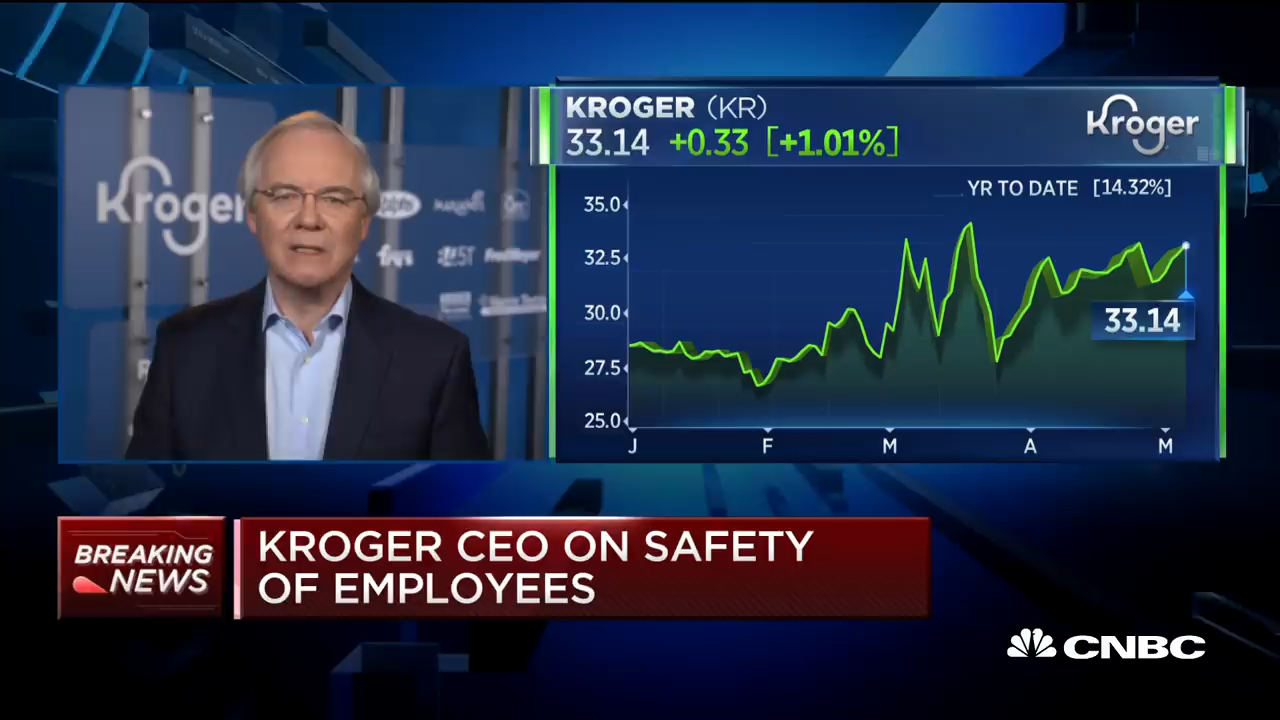 Kroger
KROGER (KR)
33.14 +0.33 [+1.01%]
Kroger
YR TO DATE [14.32%]
35.0
32.5
30.0
27.5
25.0
33.14
J F M A M
BREAKING
NEWS
KROGER CEO ON SAFETY
OF EMPLOYEES
CNBC